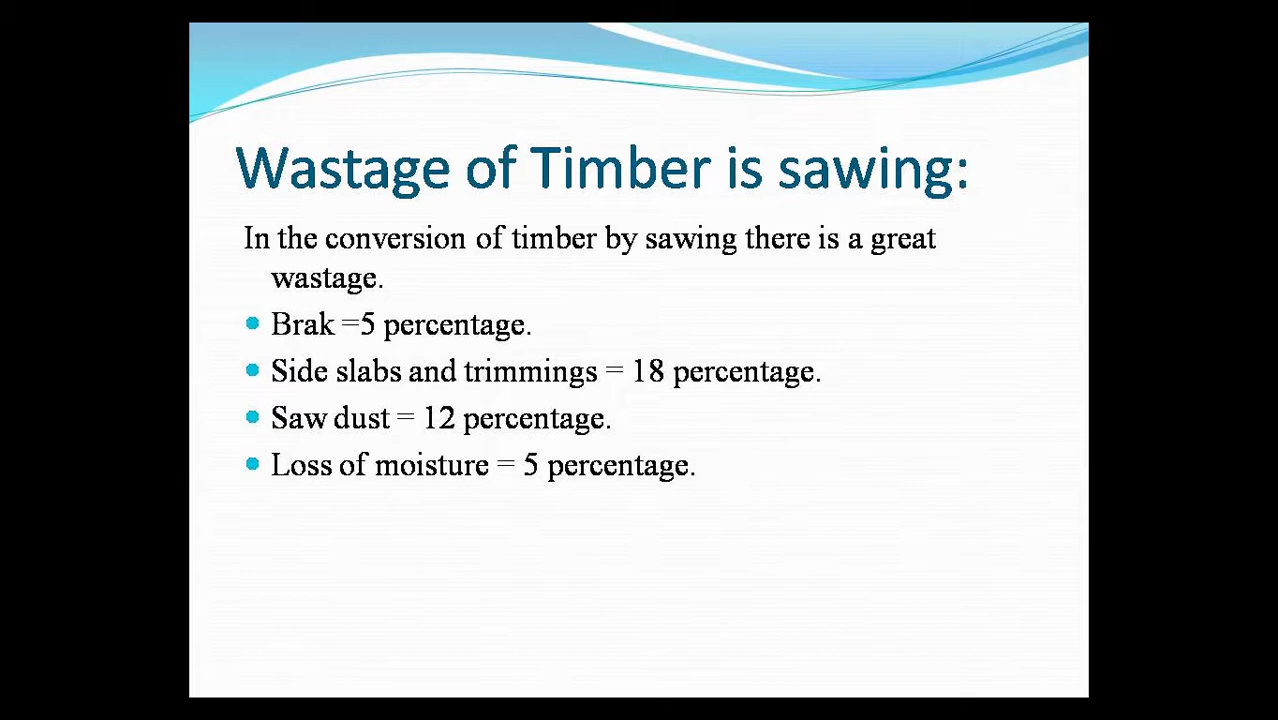 Wastage of Timber is sawing:
In the conversion of timber by sawing there is a great
wastage.
Brak =5 percentage.
Side slabs and trimmings = 18 percentage.
Saw dust = 12 percentage.
Loss of moisture = 5 percentage.